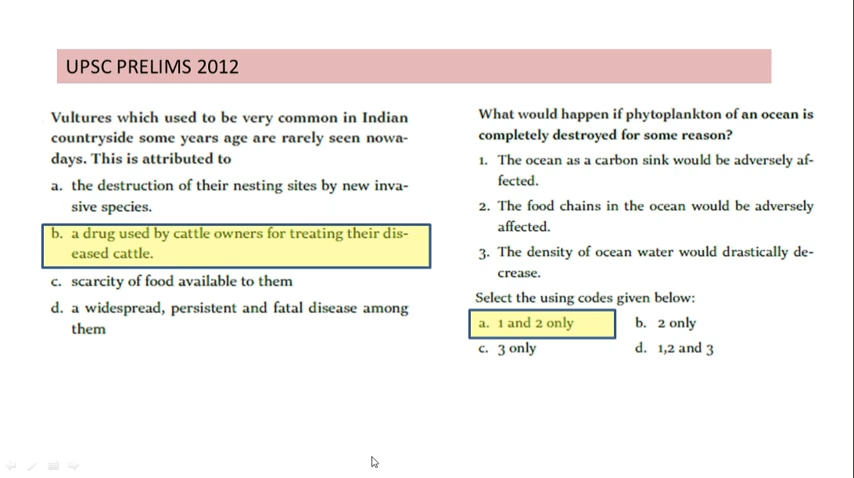 UPSC PRELIMS 2012
Vultures which used to be very common in Indian
countryside some years age are rarely seen nowa-
days. This is attributed to
a. the destruction of their nesting sites by new inva-
sive species.
b. a drug used by cattle owners for treating their dis-
eased cattle.
c. scarcity of food available to them
d. a widespread, persistent and fatal disease among
them
What would happen if phytoplankton of an ocean is
completely destroyed for some reason?
1. The ocean as a carbon sink would be adversely af-
fected.
2. The food chains in the ocean would be adversely
affected.
3. The density of ocean water would drastically de-
crease.
Select the using codes given below:
a. 1 and 2 only b. 2 only
c. 3 only d. 1,2 and 3